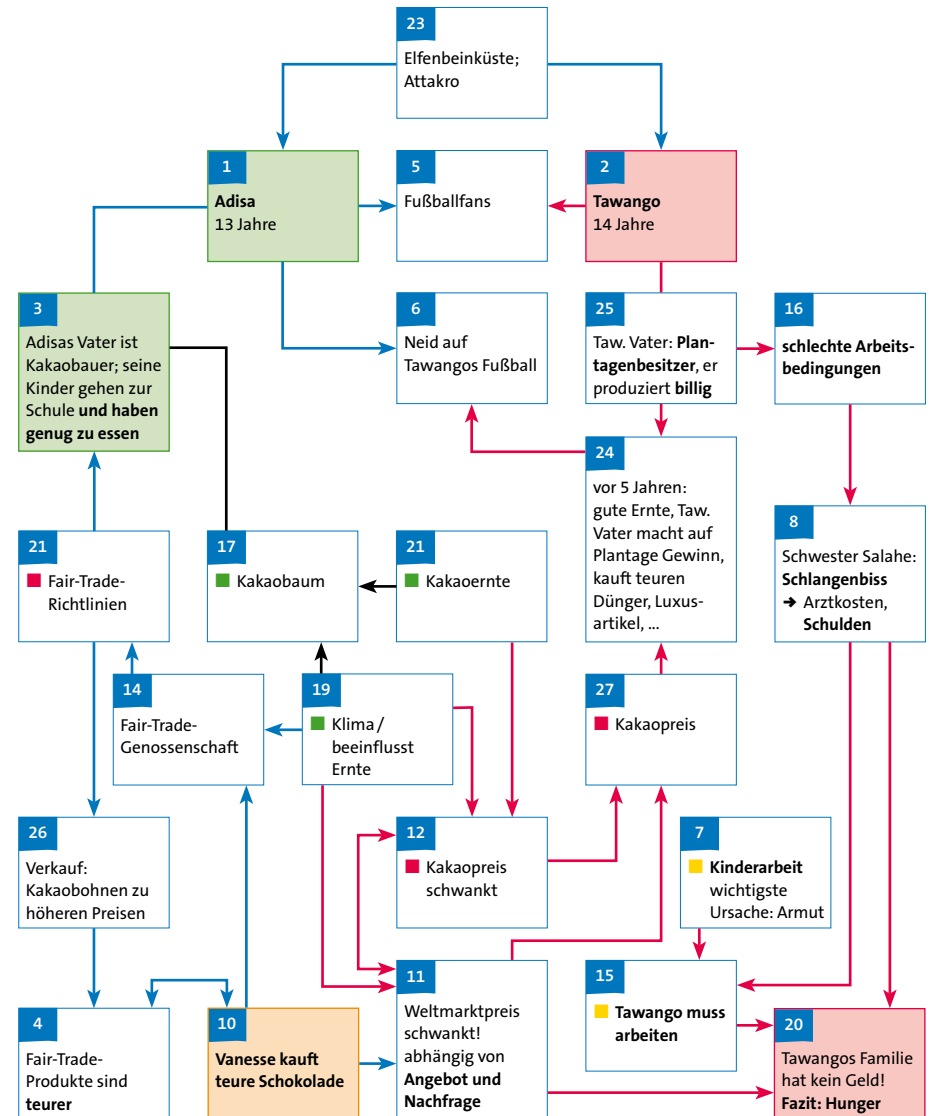 23
Elfenbeinküste;
Attakro
1
Adisa
13 Jahre
5
Fußballfans
2
Tawango
14 Jahre
3
Adisas Vater ist
Kakaobauer; seine
Kinder gehen zur
Schule und haben
genug zu essen
6
Neid auf
Tawangos Fußball
25
Taw. Vater: Plan-
tagenbesitzer, er
produziert billig
16
schlechte Arbeits-
bedingungen
24
vor 5 Jahren:
gute Ernte, Taw.
Vater macht auf
Plantage Gewinn,
kauft teuren
Dünger, Luxus-
artikel, ...
8
Schwester Salahe:
Schlangenbiss
➔ Arztkosten,
Schulden
21
Fair-Trade-
Richtlinien
17
Kakaobaum
21
Kakaoernte
14
Fair-Trade-
Genossenschaft
19
Klima /
beeinflusst
Ernte
27
Kakaopreis
26
Verkauf:
Kakaobohnen zu
höheren Preisen
12
Kakaopreis
schwankt
7
Kinderarbeit
wichtigste
Ursache: Armut
4
Fair-Trade-
Produkte sind
teurer
10
Vanesse kauft
teure Schokolade
11
Weltmarktpreis
schwankt!
abhängig von
Angebot und
Nachfrage
15
Tawango muss
arbeiten
20
Tawangos Familie
hat kein Geld!
Fazit: Hunger